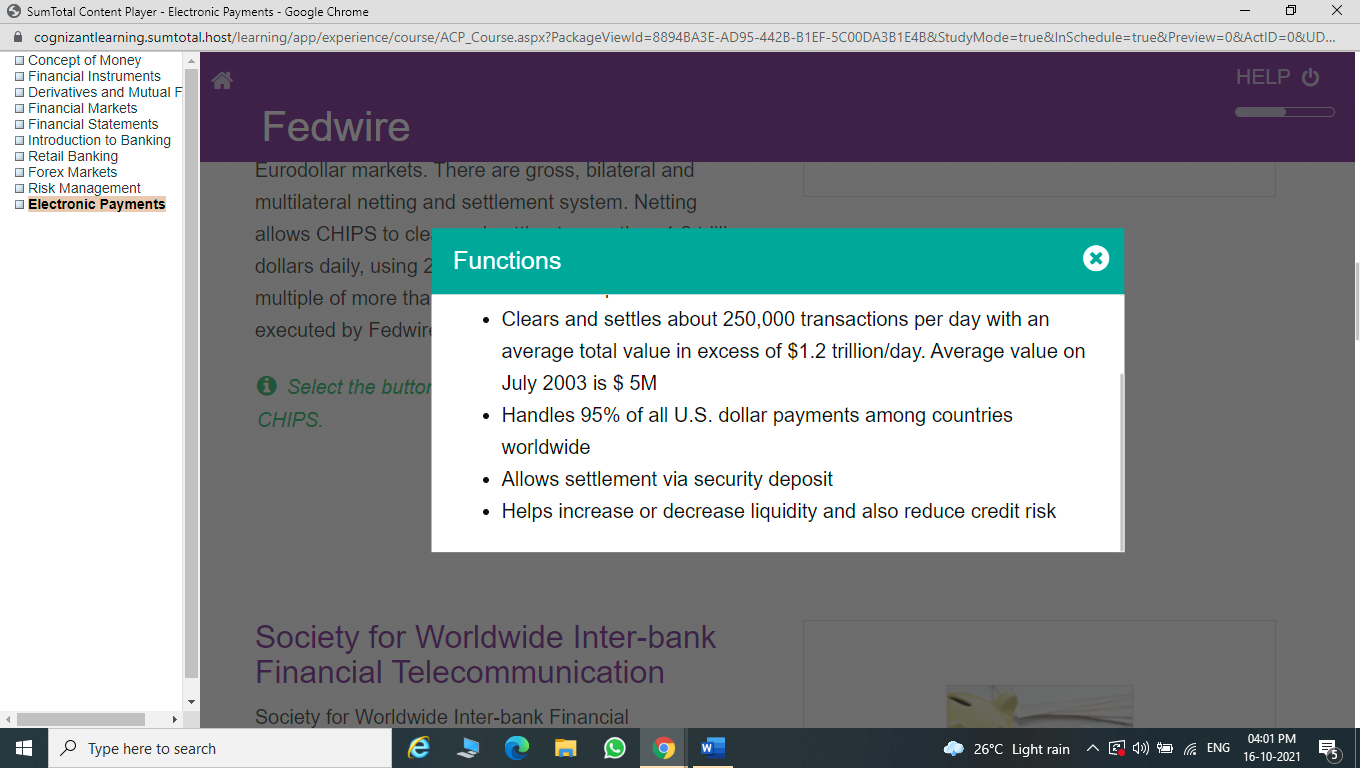 SumTotal Content Player - Electronic Payments - Google Chrome
cognizantlearning.sumtotal.host/learning/app/experience/course/ACP_Course.aspx?PackageViewId=8894BA3E-AD95-442B-B1EF-5C00DA3B1E4B&StudyMode=true&InSchedule=true&Preview=0&ActID=0&UD...
Concept of Money
Financial Instruments
Derivatives and Mutual F
Financial Markets
Financial Statements
Introduction to Banking
Retail Banking
Forex Markets
Risk Management
Electronic Payments
HELP
Fedwire
Eurodollar markets. There are gross, bilateral and
multilateral netting and settlement system. Netting
allows CHIPS to cle
dollars daily, using 2
multiple of more tha
executed by Fedwir
Select the butto
CHIPS.
Functions
• Clears and settles about 250,000 transactions per day with an
average total value in excess of $1.2 trillion/day. Average value on
July 2003 is $ 5M
• Handles 95% of all U.S. dollar payments among countries
worldwide
• Allows settlement via security deposit
• Helps increase or decrease liquidity and also reduce credit risk
Society for Worldwide Inter-bank
Financial Telecommunication
Society for Worldwide Inter-bank Financial
Type here to search
W
26°C Light rain
ENG
04:01 PM
16-10-2021
5